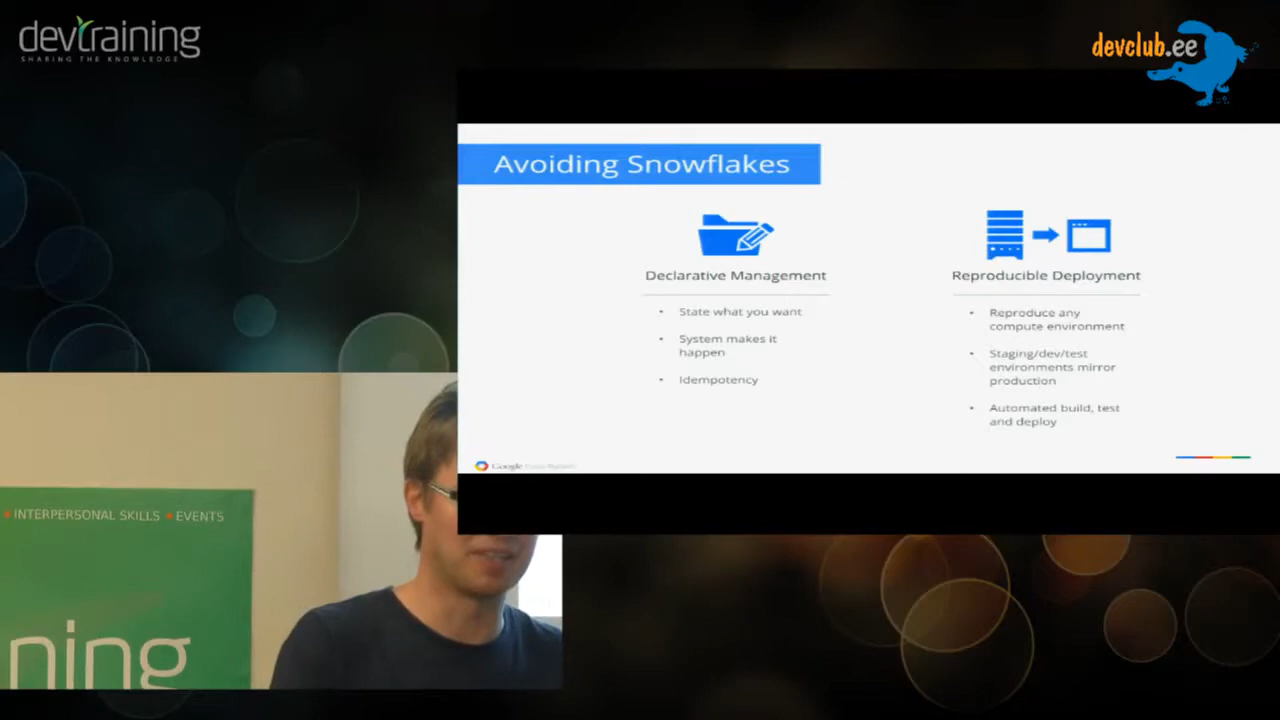 devtraining
SHARING THE KNOWLEDGE
devclub.ee
Avoiding Snowflakes
Declarative Management
• State what you want
• System makes it
happen
• Idempotency
Reproducible Deployment
• Reproduce any
compute environment
• Staging/dev/test
environments mirror
production
• Automated build, test
and deploy
Google
INTERPERSONAL SKILLS • EVENTS
ning